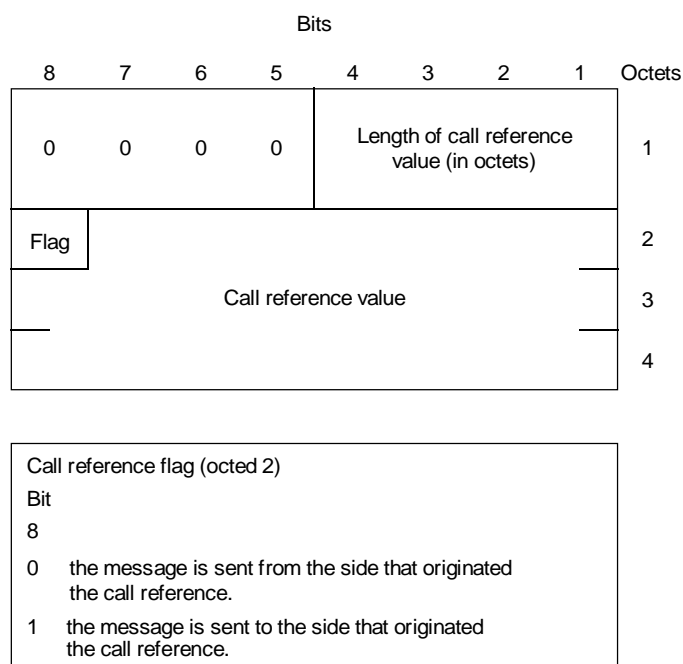 Bits
8 7 6 5 4 3 2 1 Octets
0 0 0 0 Length of call reference
value (in octets) 1
Flag 2
Call reference value 3
4
Call reference flag (octed 2)
Bit
8
0 the message is sent from the side that originated
the call reference.
1 the message is sent to the side that originated
the call reference.